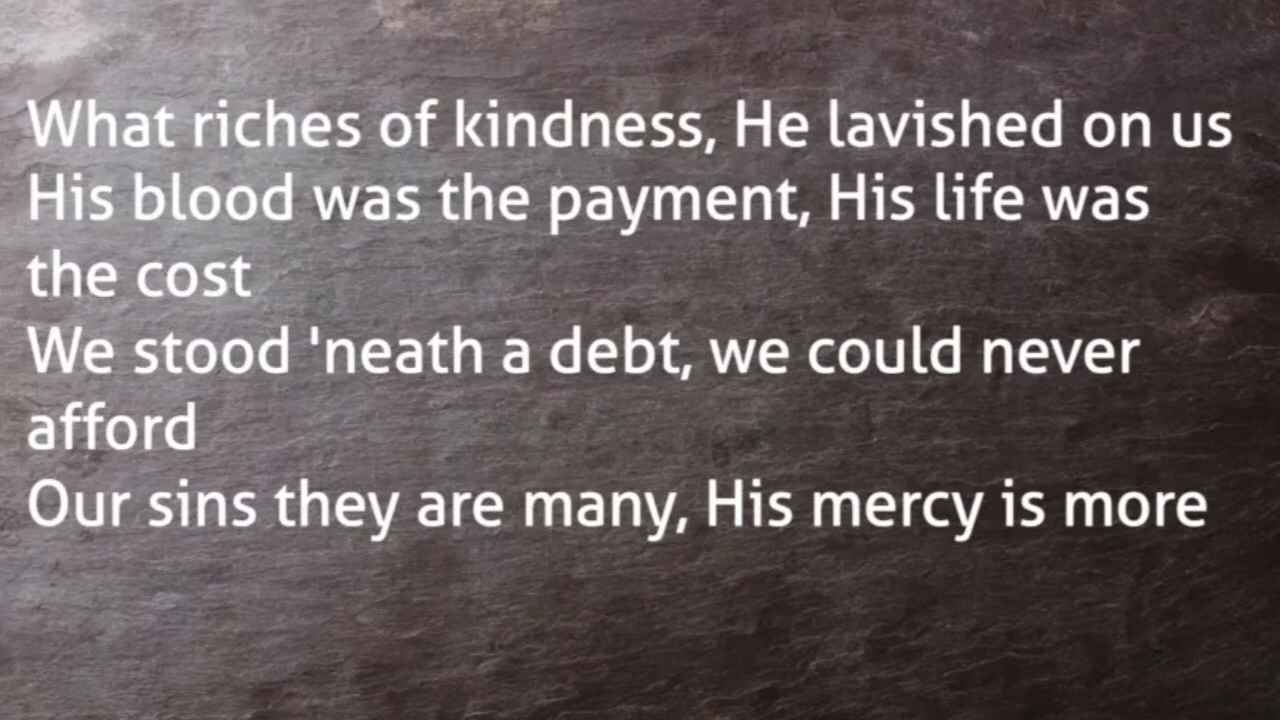 What riches of kindness, He lavished on us
His blood was the payment, His life was
the cost
We stood 'neath a debt, we could never
afford
Our sins they are many, His mercy is more